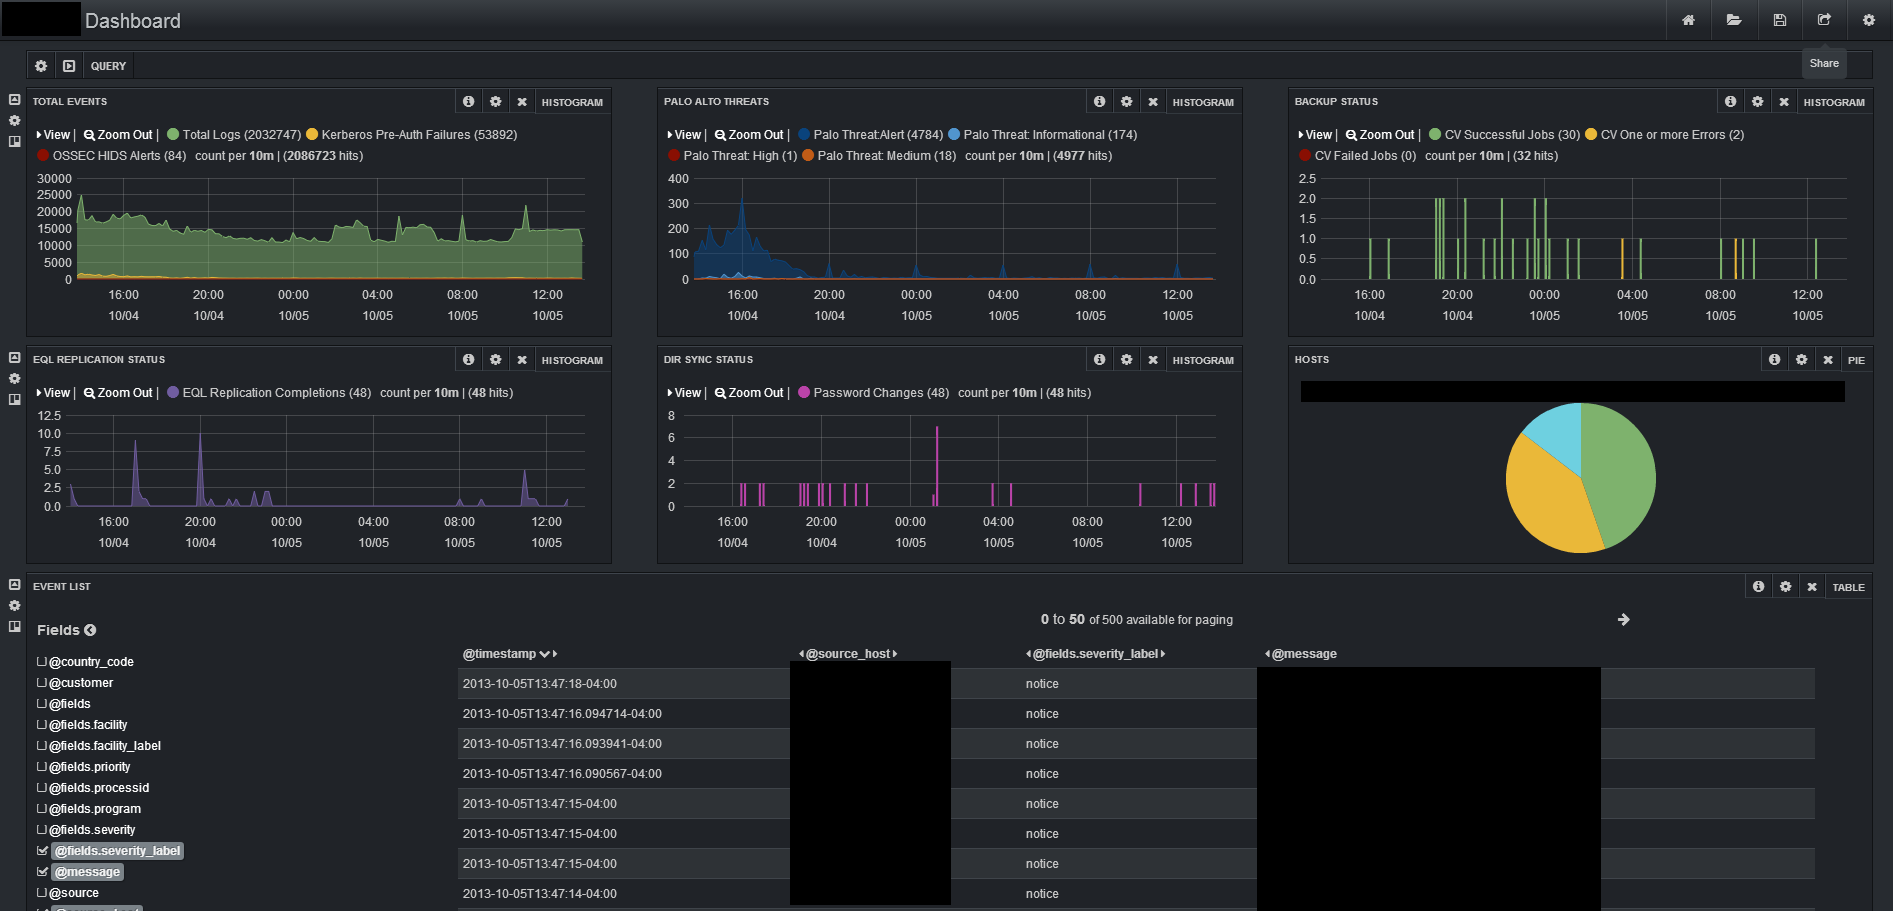 Dashboard
Share
QUERY
TOTAL EVENTS
HISTOGRAM
View | Zoom Out | Total Logs (2032747) Kerberos Pre-Auth Failures (53892)
OSSEC HIDS Alerts (84) count per 10m | (2086723 hits)
30000
25000
20000
15000
10000
5000
0
16:00 20:00 00:00 04:00 08:00 12:00
10/04 10/04 10/05 10/05 10/05 10/05
PALO ALTO THREATS
HISTOGRAM
View | Zoom Out | Palo Threat:Alert (4784) Palo Threat: Informational (174)
Palo Threat: High (1) Palo Threat: Medium (18) count per 10m | (4977 hits)
400
300
200
100
0
16:00 20:00 00:00 04:00 08:00 12:00
10/04 10/04 10/05 10/05 10/05 10/05
BACKUP STATUS
HISTOGRAM
View | Zoom Out | CV Successful Jobs (30) CV One or more Errors (2)
CV Failed Jobs (0) count per 10m | (32 hits)
2.5
2.0
1.5
1.0
0.5
0.0
16:00 20:00 00:00 04:00 08:00 12:00
10/04 10/04 10/05 10/05 10/05 10/05
EQL REPLICATION STATUS
HISTOGRAM
View | Zoom Out | EQL Replication Completions (48) count per 10m | (48 hits)
12.5
10.0
7.5
5.0
2.5
0.0
16:00 20:00 00:00 04:00 08:00 12:00
10/04 10/04 10/05 10/05 10/05 10/05
DIR SYNC STATUS
HISTOGRAM
View | Zoom Out | Password Changes (48) count per 10m | (48 hits)
8
6
4
2
0
16:00 20:00 00:00 04:00 08:00 12:00
10/04 10/04 10/05 10/05 10/05 10/05
HOSTS
PIE
EVENT LIST
TABLE
0 to 50 of 500 available for paging
Fields
@country_code
@customer
@fields
@fields.facility
@fields.facility_label
@fields.priority
@fields.processid
@fields.program
@fields.severity
@fields.severity_label
@message
@source
@timestamp @source_host @fields.severity_label @message
2013-10-05T13:47:18-04:00 notice
2013-10-05T13:47:16.094714-04:00 notice
2013-10-05T13:47:16.093941-04:00 notice
2013-10-05T13:47:16.090567-04:00 notice
2013-10-05T13:47:15-04:00 notice
2013-10-05T13:47:15-04:00 notice
2013-10-05T13:47:15-04:00 notice
2013-10-05T13:47:14-04:00 notice